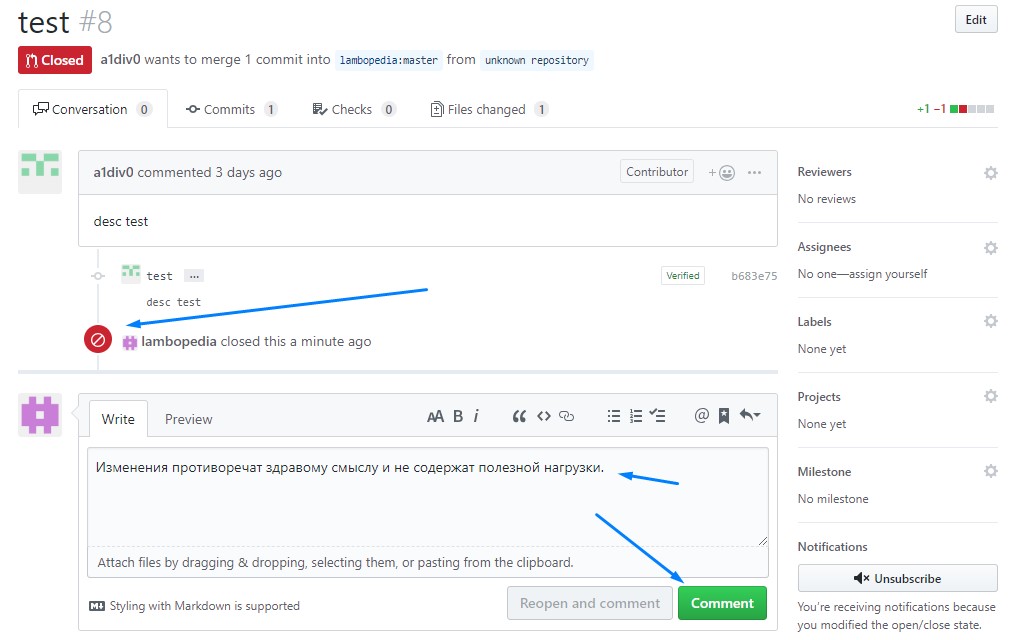 test #8
Edit
Closed a1div0 wants to merge 1 commit into lambopedia:master from unknown repository
Conversation 0 Commits 1 Checks 0 Files changed 1 +1 −1
a1div0 commented 3 days ago Contributor
desc test
test ... Verified b683e75
desc test
lambopedia closed this a minute ago
Write Preview
Изменения противоречат здравому смыслу и не содержат полезной нагрузки.
Attach files by dragging & dropping, selecting them, or pasting from the clipboard.
Styling with Markdown is supported
Reopen and comment Comment
Reviewers
No reviews
Assignees
No one—assign yourself
Labels
None yet
Projects
None yet
Milestone
No milestone
Notifications
Unsubscribe
You're receiving notifications because
you modified the open/close state.